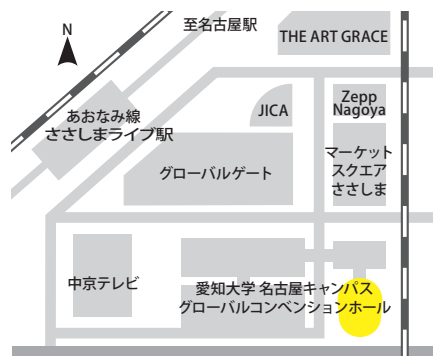 至名古屋駅
N
THE ART GRACE
あおなみ線
ささしまライブ駅
JICA
Zepp
Nagoya
グローバルゲート
マーケット
スクエア
ささしま
中京テレビ
愛知大学 名古屋キャンパス
グローバルコンベンションホール